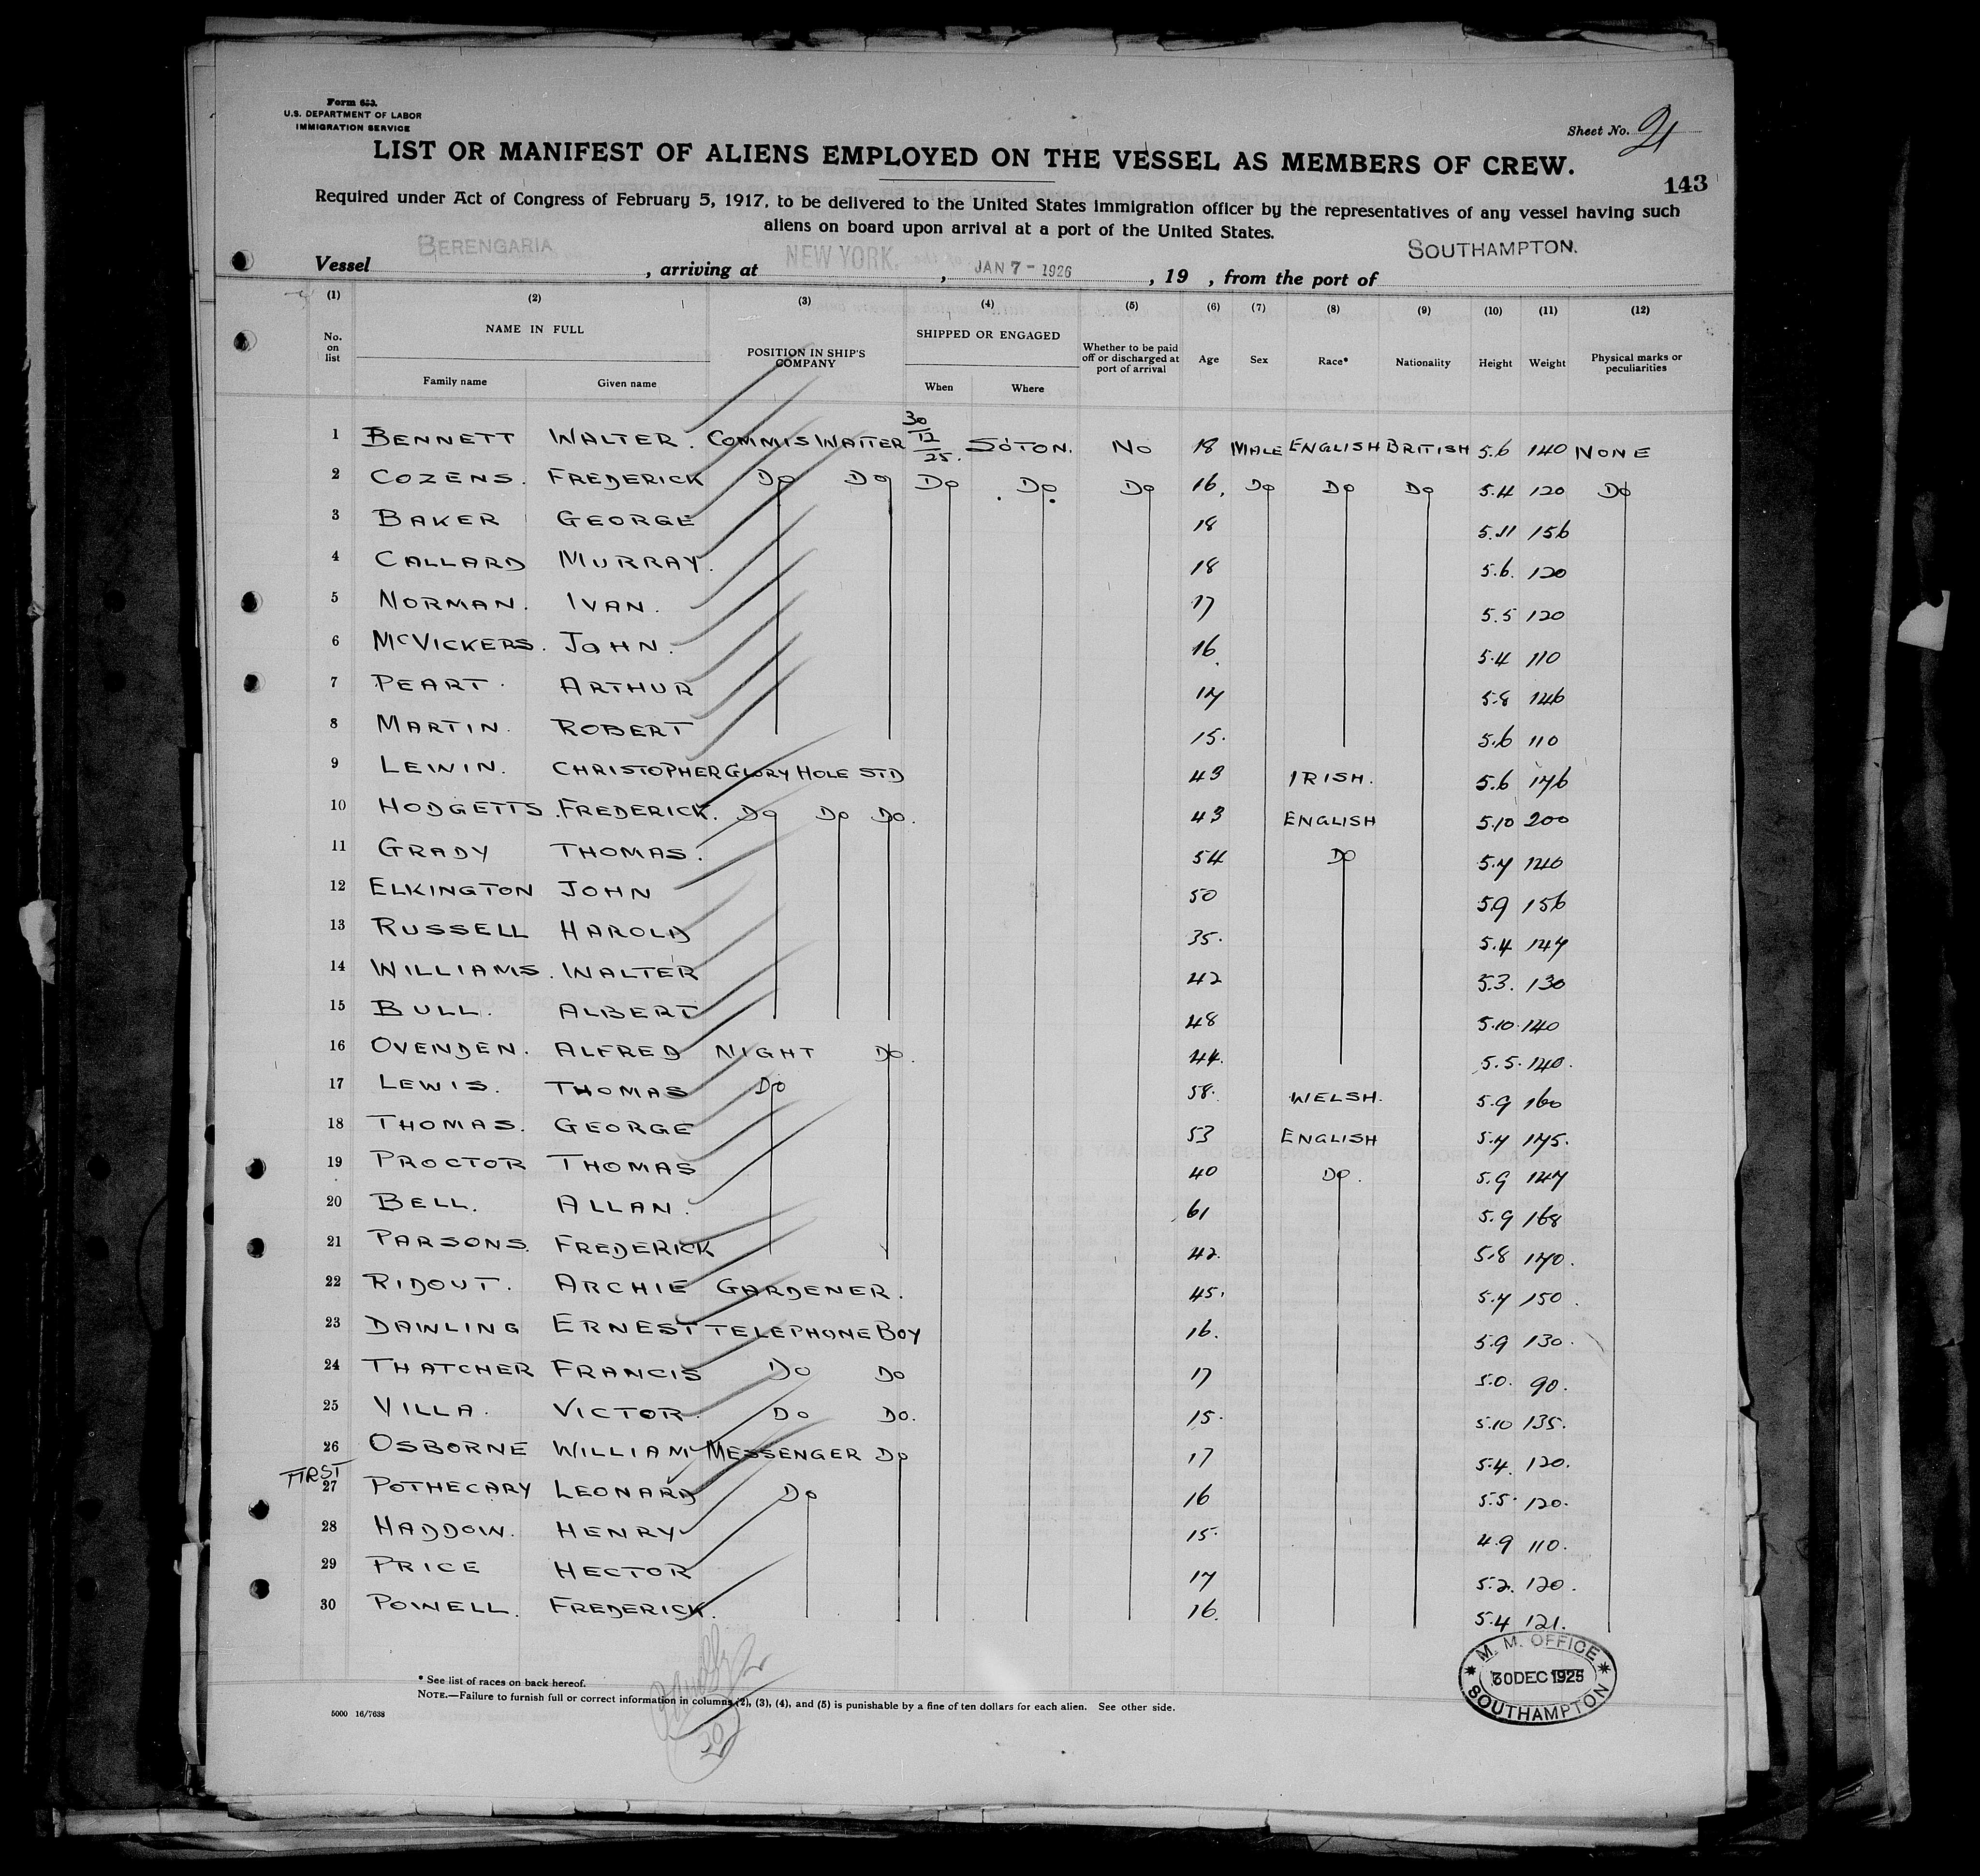 Form 653.
U.S. DEPARTMENT OF LABOR
IMMIGRATION SERVICE
Sheet No. 21
LIST OR MANIFEST OF ALIENS EMPLOYED ON THE VESSEL AS MEMBERS OF CREW.
143
Required under Act of Congress of February 5, 1917, to be delivered to the United States immigration officer by the representatives of any vessel having such
aliens on board upon arrival at a port of the United States.
Vessel BERENGARIA, arriving at NEW YORK., JAN 7 - 1926, 19 , from the port of SOUTHAMPTON.
(1) (2) (3) (4) (5) (6) (7) (8) (9) (10) (11) (12)
No. on list NAME IN FULL Family name Given name POSITION IN SHIP'S COMPANY SHIPPED OR ENGAGED When Where Whether to be paid off or discharged at port of arrival Age Sex Race* Nationality Height Weight Physical marks or peculiarities
1 BENNETT WALTER. COMMIS WAITER 30/12/25. SOTON. NO 18 MALE ENGLISH BRITISH 5.6 140 NONE
2 COZENS. FREDERICK Do Do Do Do Do 16. Do Do Do 5.4 120 Do
3 BAKER GEORGE 18 5.11 156
4 CALLARD MURRAY. 18 5.6. 120
5 NORMAN. IVAN. 17 5.5 120
6 McVICKERS. JOHN. 16 5.4 110
7 PEART. ARTHUR 17 5.8 146
8 MARTIN. ROBERT 15. 5.6 110
9 LEWIN. CHRISTOPHER GLORY HOLE STD 43 IRISH. 5.6 176
10 HODGETTS. FREDERICK. Do Do Do. 43 ENGLISH 5.10 200
11 GRADY THOMAS. 54 Do 5.7 140
12 ELKINGTON JOHN 50 5.9 156
13 RUSSELL HAROLD 35. 5.4 147
14 WILLIAMS. WALTER 42 5.3. 130
15 BULL. ALBERT 48 5.10. 140
16 OVENDEN. ALFRED NIGHT Do. 44. 5.5. 140.
17 LEWIS. THOMAS Do 58. WELSH. 5.9 160
18 THOMAS. GEORGE 53 ENGLISH 5.7 175.
19 PROCTOR THOMAS 40 Do. 5.9 147
20 BELL. ALLAN. 61 5.9 168
21 PARSONS. FREDERICK 42. 5.8 170.
22 RIDOUT. ARCHIE GARDENER. 45. 5.7 150.
23 DAWLING ERNEST TELEPHONE BOY 16. 5.9 130.
24 THATCHER FRANCIS Do Do 17 5.0. 90.
25 VILLA. VICTOR. Do Do. 15. 5.10 135.
26 OSBORNE WILLIAM MESSENGER Do 17 5.4. 120.
FIRST
27 POTHECARY LEONARD Do 16 5.5. 120.
28 HADDOW. HENRY 15. 4.9 110.
29 PRICE HECTOR 17 5.2. 120.
30 POWELL. FREDERICK. 16. 5.4 121.
M. M. OFFICE
30 DEC 1925
SOUTHAMPTON
* See list of races on back hereof.
NOTE.—Failure to furnish full or correct information in columns (2), (3), (4), and (5) is punishable by a fine of ten dollars for each alien. See other side.
5000 16/7638
30